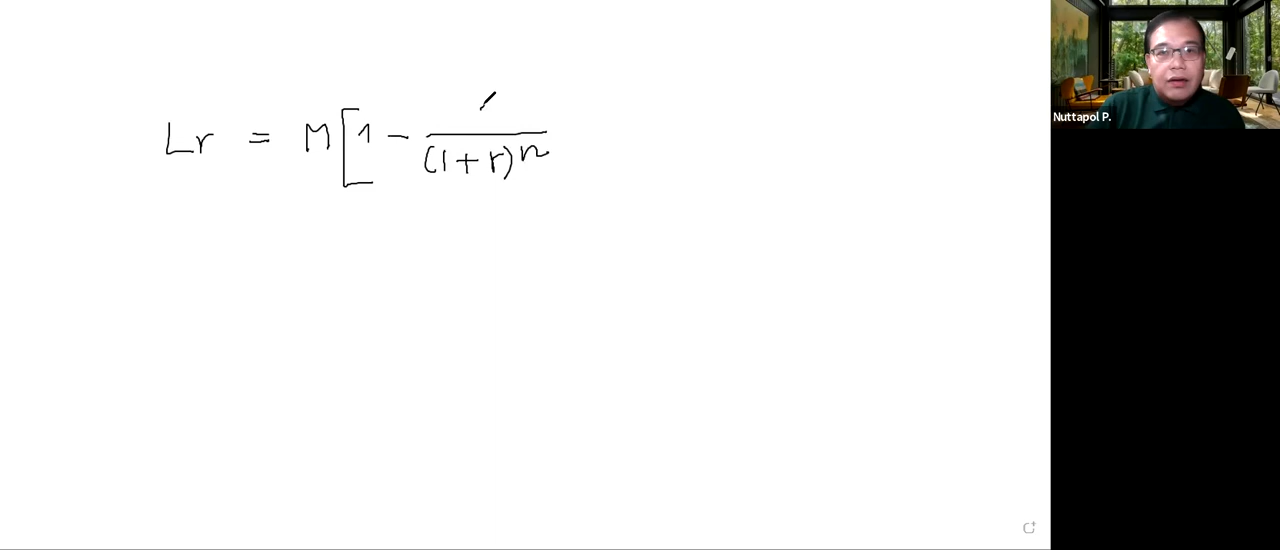 Lr = M[1 - /(1+r)^n
Nuttapol P.